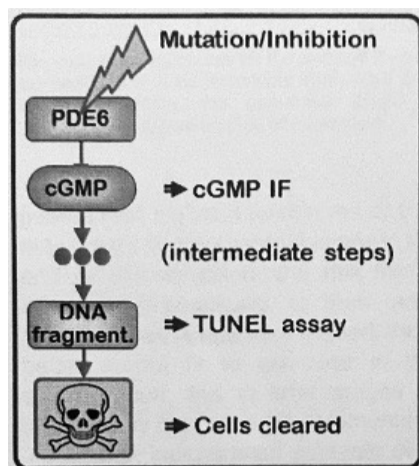 Mutation/Inhibition
PDE6
cGMP
cGMP IF
(intermediate steps)
DNA
fragment.
TUNEL assay
Cells cleared